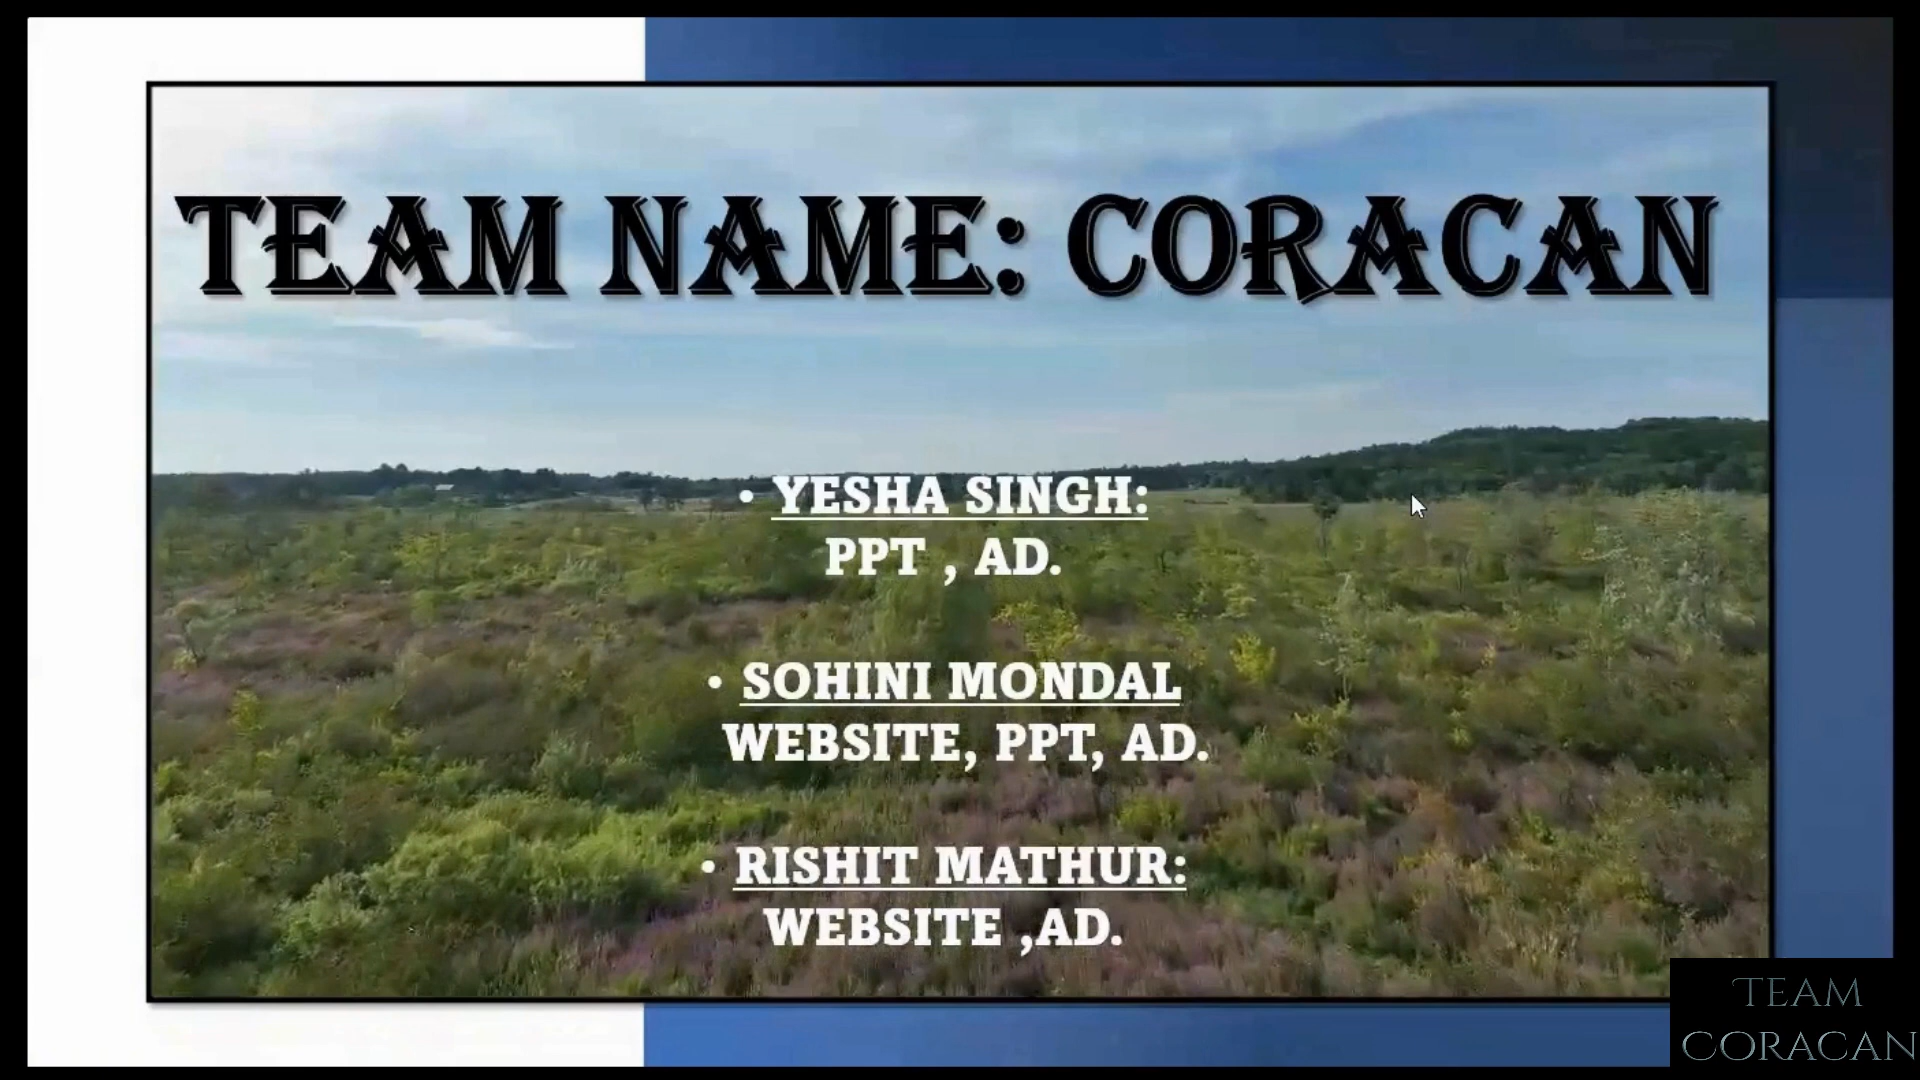 TEAM NAME: CORACAN
• YESHA SINGH:
PPT , AD.
• SOHINI MONDAL
WEBSITE, PPT, AD.
• RISHIT MATHUR:
WEBSITE ,AD.
TEAM
CORACAN